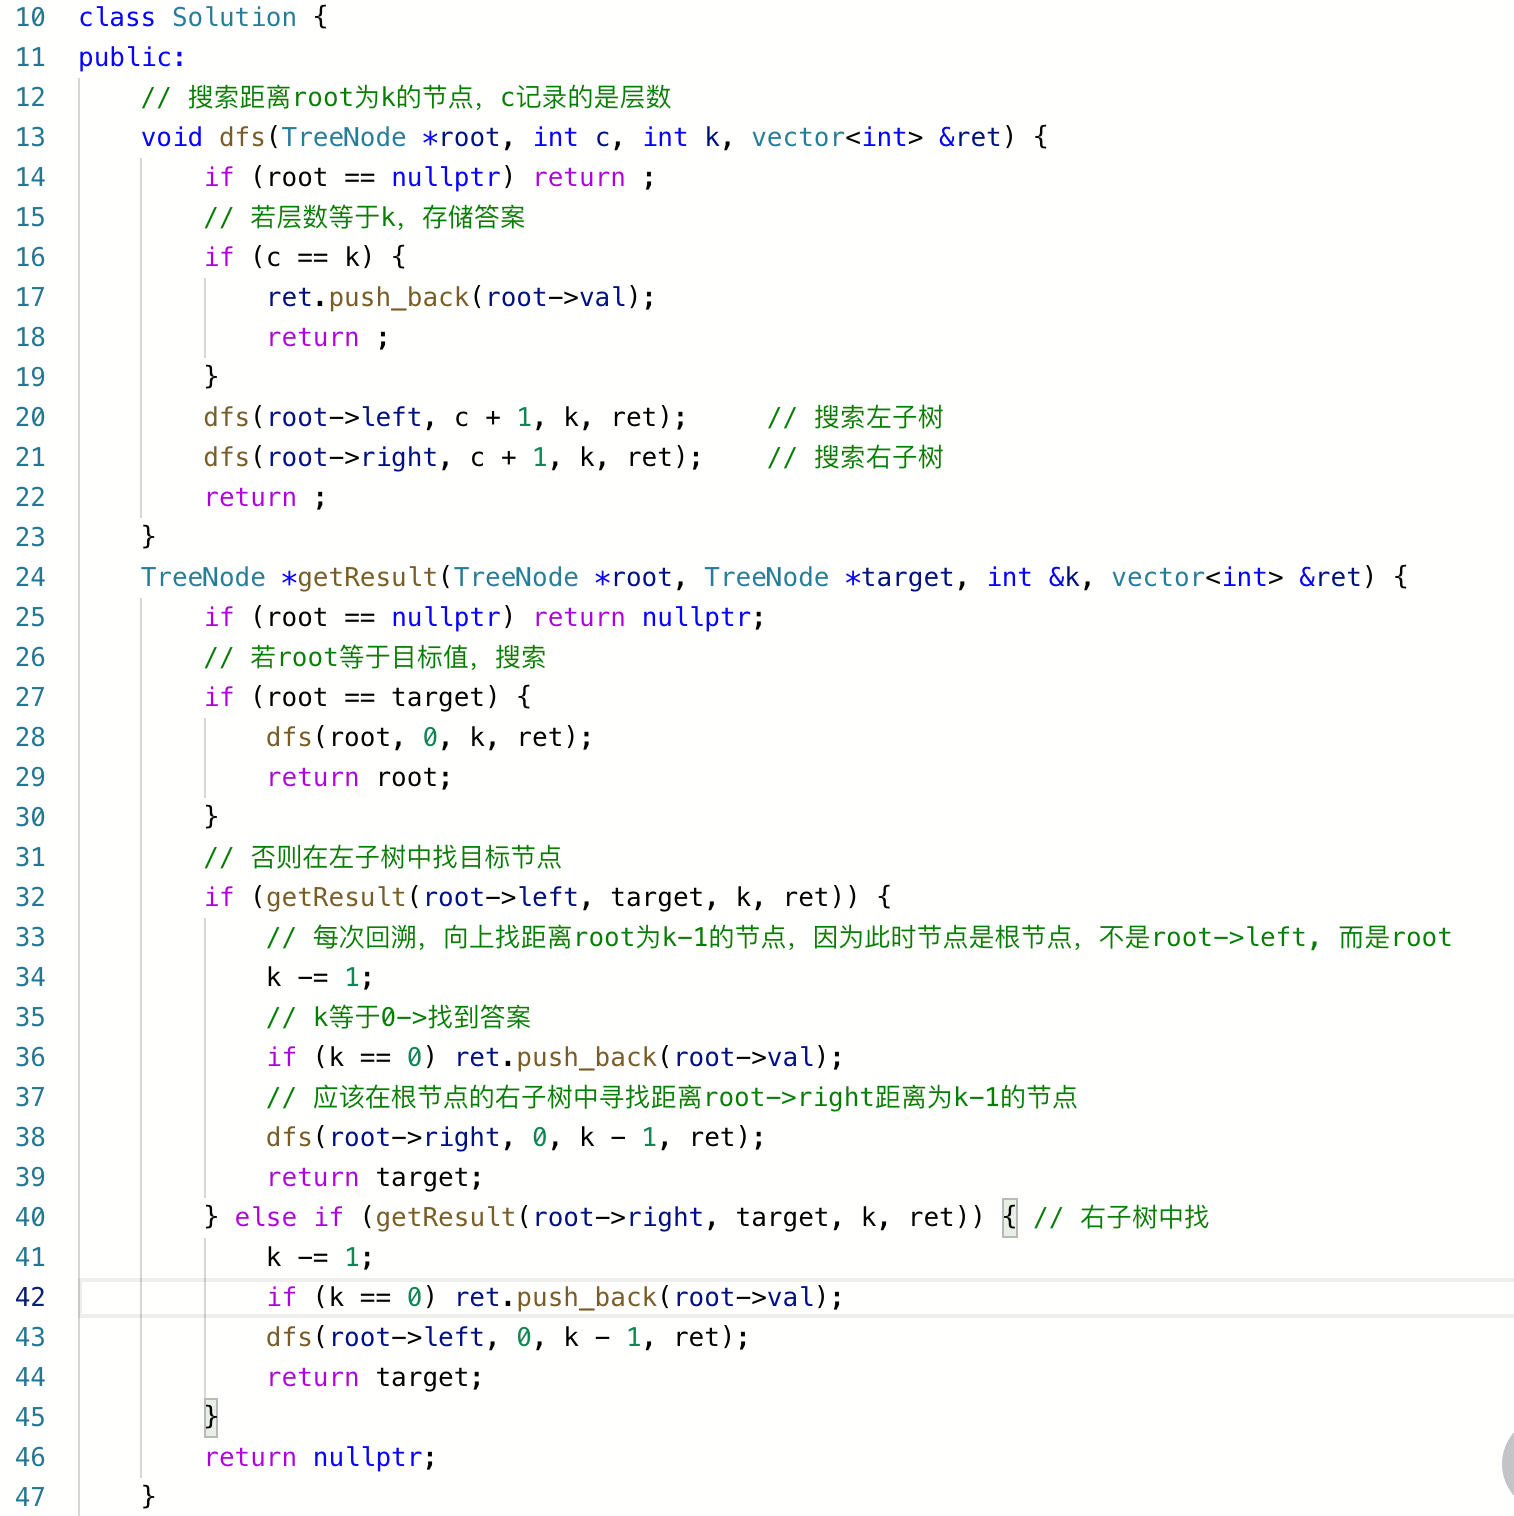 10 class Solution {
11 public:
12     // 搜索距离root为k的节点，c记录的是层数
13     void dfs(TreeNode *root, int c, int k, vector<int> &ret) {
14         if (root == nullptr) return ;
15         // 若层数等于k，存储答案
16         if (c == k) {
17             ret.push_back(root->val);
18             return ;
19         }
20         dfs(root->left, c + 1, k, ret);     // 搜索左子树
21         dfs(root->right, c + 1, k, ret);    // 搜索右子树
22         return ;
23     }
24     TreeNode *getResult(TreeNode *root, TreeNode *target, int &k, vector<int> &ret) {
25         if (root == nullptr) return nullptr;
26         // 若root等于目标值，搜索
27         if (root == target) {
28             dfs(root, 0, k, ret);
29             return root;
30         }
31         // 否则在左子树中找目标节点
32         if (getResult(root->left, target, k, ret)) {
33             // 每次回溯，向上找距离root为k-1的节点，因为此时节点是根节点，不是root->left, 而是root
34             k -= 1;
35             // k等于0->找到答案
36             if (k == 0) ret.push_back(root->val);
37             // 应该在根节点的右子树中寻找距离root->right距离为k-1的节点
38             dfs(root->right, 0, k - 1, ret);
39             return target;
40         } else if (getResult(root->right, target, k, ret)) { // 右子树中找
41             k -= 1;
42             if (k == 0) ret.push_back(root->val);
43             dfs(root->left, 0, k - 1, ret);
44             return target;
45         }
46         return nullptr;
47     }